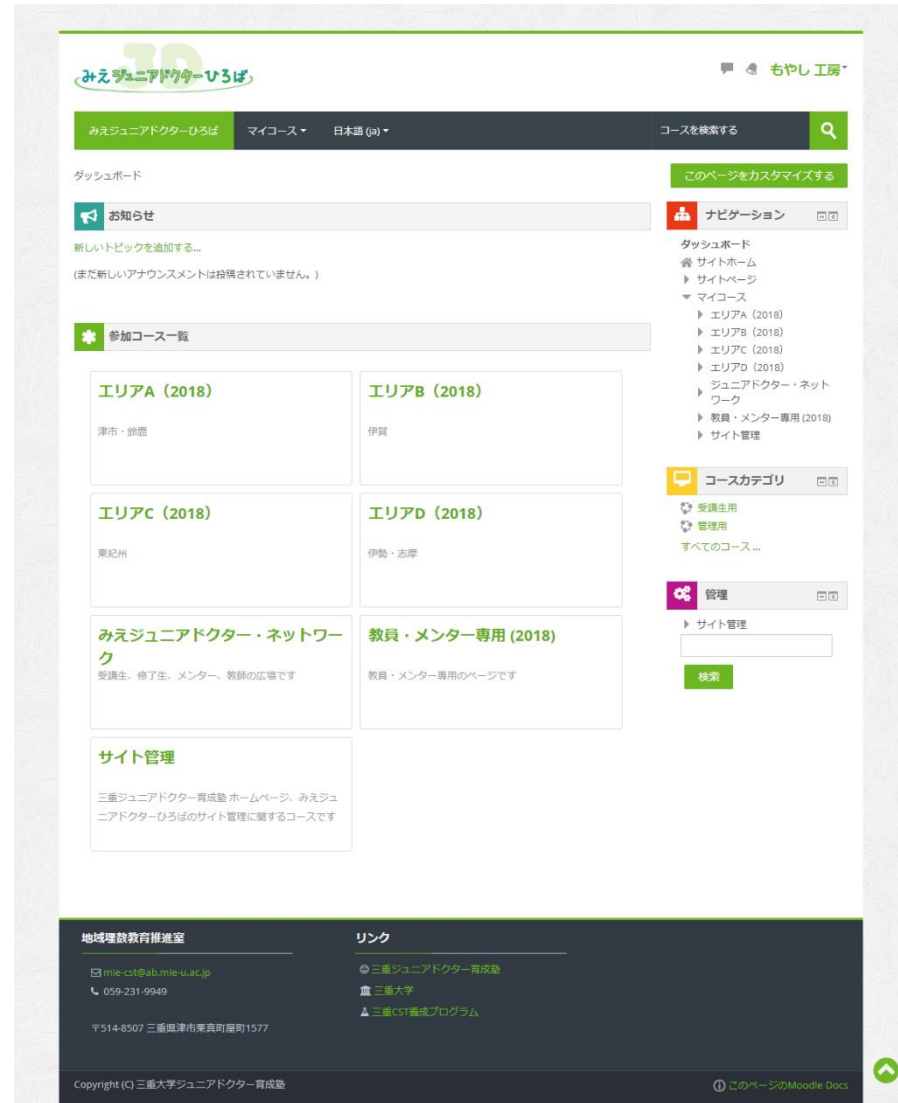 JD
みえジュニアドクターひろば
もやし 工房
みえジュニアドクターひろば
マイコース
日本語 (ja)
コースを検索する
ダッシュボード
このページをカスタマイズする
お知らせ
新しいトピックを追加する...
(まだ新しいアナウンスメントは投稿されていません。)
参加コース一覧
エリアA（2018）
津市・鈴鹿
エリアB（2018）
伊賀
エリアC（2018）
東紀州
エリアD（2018）
伊勢・志摩
みえジュニアドクター・ネットワー
ク
受講生、修了生、メンター、教師の広場です
教員・メンター専用 (2018)
教員・メンター専用のページです
サイト管理
三重ジュニアドクター育成塾 ホームページ、みえジュ
ニアドクターひろばのサイト管理に関するコースです
ナビゲーション
ダッシュボード
サイトホーム
サイトページ
マイコース
エリアA（2018）
エリアB（2018）
エリアC（2018）
エリアD（2018）
ジュニアドクター・ネット
ワーク
教員・メンター専用 (2018)
サイト管理
コースカテゴリ
受講生用
管理用
すべてのコース ...
管理
サイト管理
検索
地域理数教育推進室
mie-cst@ab.mie-u.ac.jp
059-231-9949
〒514-8507 三重県津市栗真町屋町1577
リンク
三重ジュニアドクター育成塾
三重大学
三重CST養成プログラム
Copyright (C) 三重大学ジュニアドクター育成塾
このページのMoodle Docs